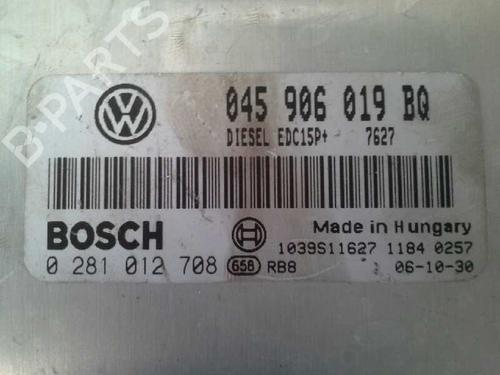 B-PARTS
045 906 019 BQ
DIESEL EDC15P+ 7627
BOSCH
Made in Hungary
1039S11627 1184 0257
0 281 012 708 658 RB8 06-10-30